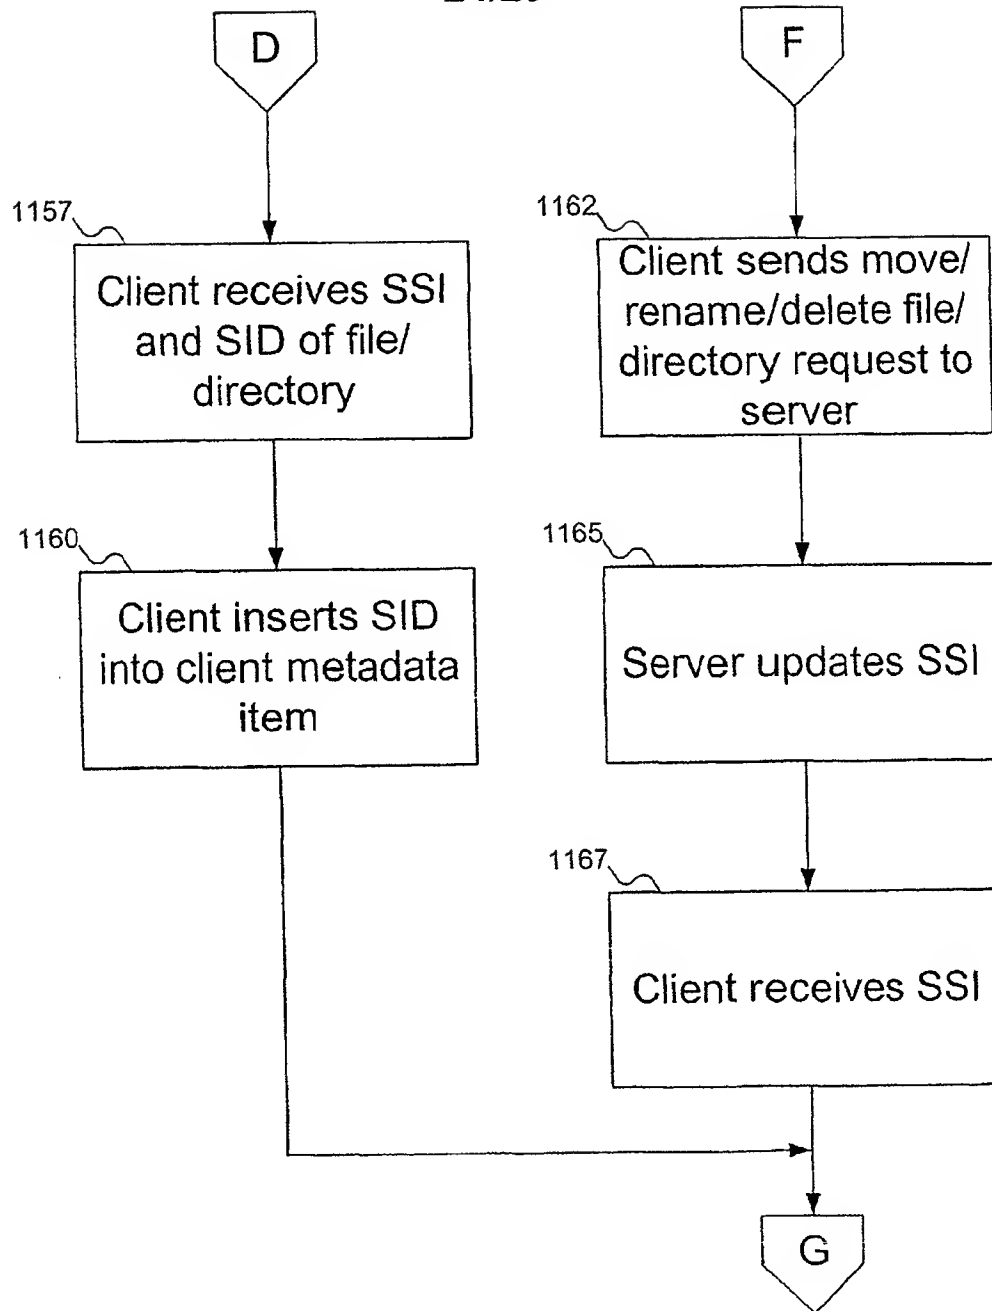 D
F
1157
Client receives SSI
and SID of file/
directory
1162
Client sends move/
rename/delete file/
directory request to
server
1160
Client inserts SID
into client metadata
item
1165
Server updates SSI
1167
Client receives SSI
G